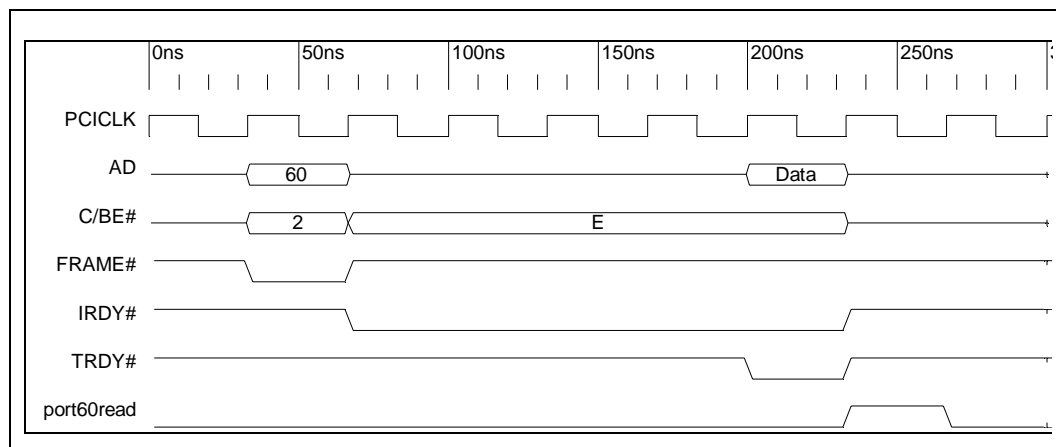 0ns 50ns 100ns 150ns 200ns 250ns
PCICLK
AD 60 Data
C/BE# 2 E
FRAME#
IRDY#
TRDY#
port60read